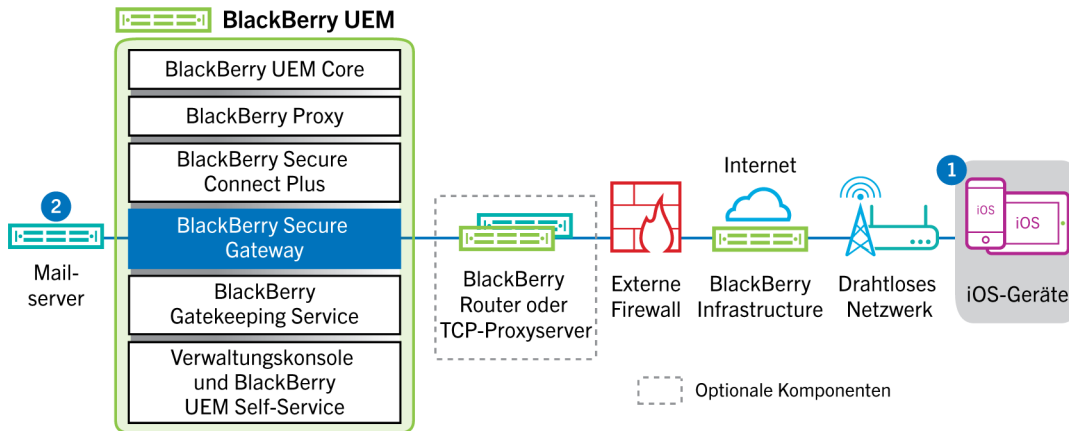 BlackBerry UEM
BlackBerry UEM Core
BlackBerry Proxy
BlackBerry Secure
Connect Plus
BlackBerry Secure
Gateway
BlackBerry
Gatekeeping Service
Verwaltungskonsole
und BlackBerry
UEM Self-Service
2
Mail-
server
BlackBerry
Router oder
TCP-Proxyserver
Externe
Firewall
Internet
BlackBerry
Infrastructure
Drahtloses
Netzwerk
1
iOS
iOS
iOS-Geräte
Optionale Komponenten